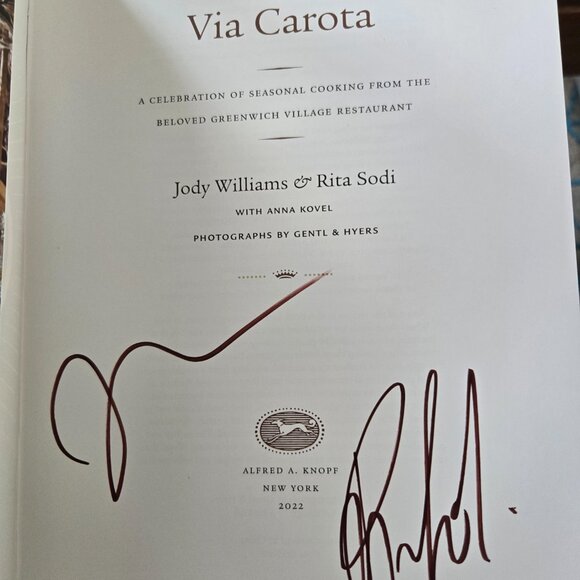 Via Carota
A CELEBRATION OF SEASONAL COOKING FROM THE
BELOVED GREENWICH VILLAGE RESTAURANT
Jody Williams & Rita Sodi
WITH ANNA KOVEL
PHOTOGRAPHS BY GENTL & HYERS
ALFRED A. KNOPF
NEW YORK
2022